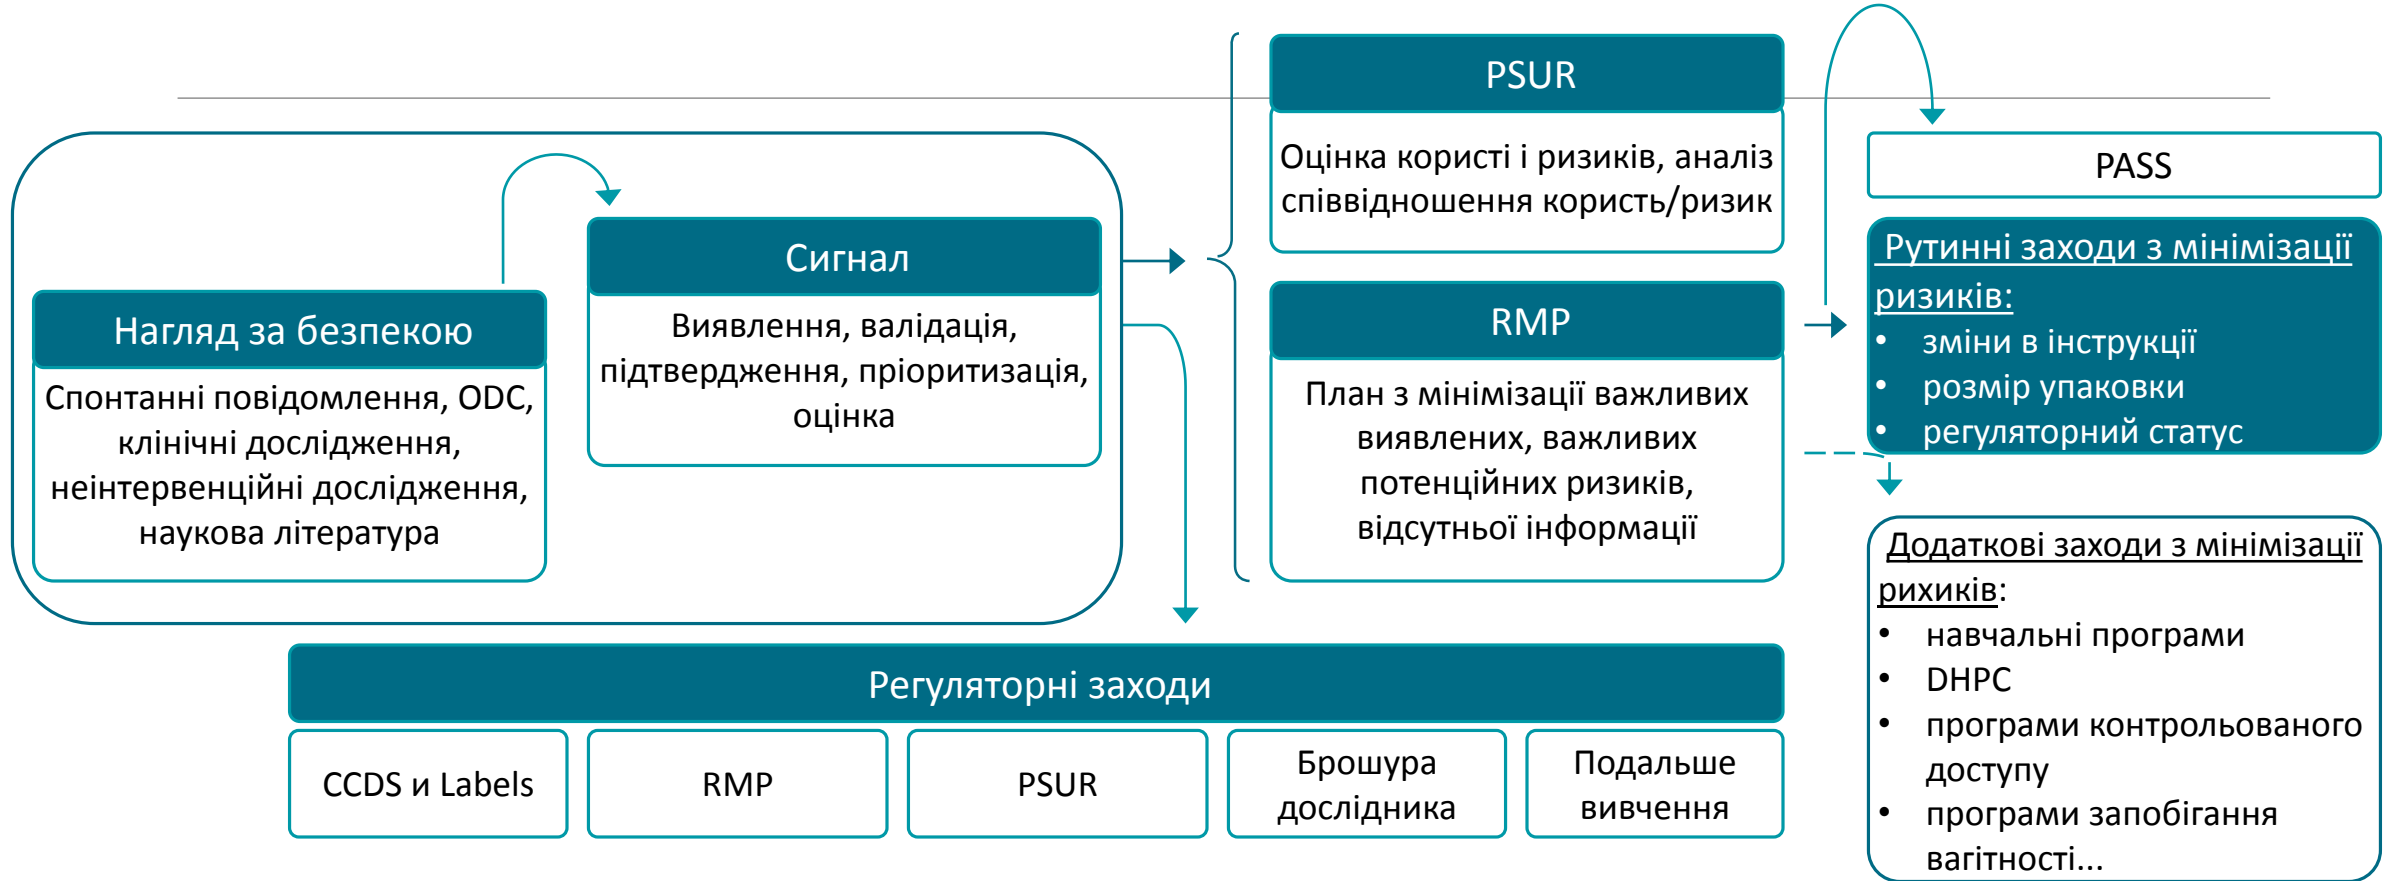 Нагляд за безпекою
Спонтанні повідомлення, ODC,
клінічні дослідження,
неінтервенційні дослідження,
наукова література
Сигнал
Виявлення, валідація,
підтвердження, пріоритизація,
оцінка
PSUR
Оцінка користі і ризиків, аналіз
співвідношення користь/ризик
RMP
План з мінімізації важливих
виявлених, важливих
потенційних ризиків,
відсутньої інформації
PASS
Рутинні заходи з мінімізації
ризиків:
• зміни в інструкції
• розмір упаковки
• регуляторний статус
Додаткові заходи з мінімізації
рихиків:
• навчальні програми
• DHPC
• програми контрольованого
доступу
• програми запобігання
вагітності...
Регуляторні заходи
CCDS и Labels
RMP
PSUR
Брошура
дослідника
Подальше
вивчення